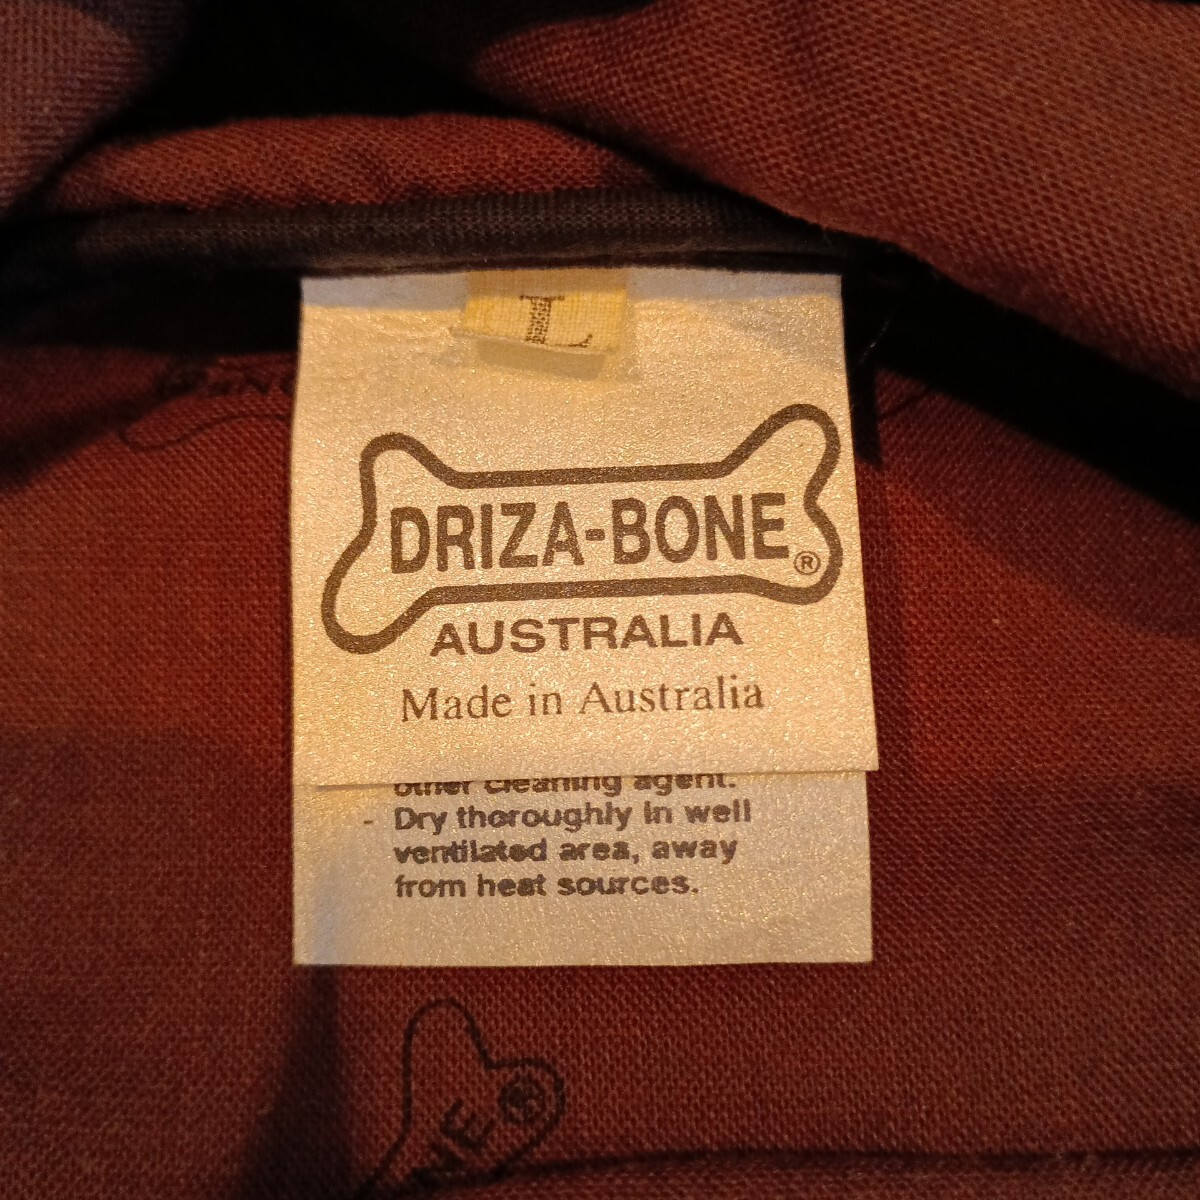 L
DRIZA-BONE®
AUSTRALIA
Made in Australia
other cleaning agent.
- Dry thoroughly in well
ventilated area, away
from heat sources.
NE ®